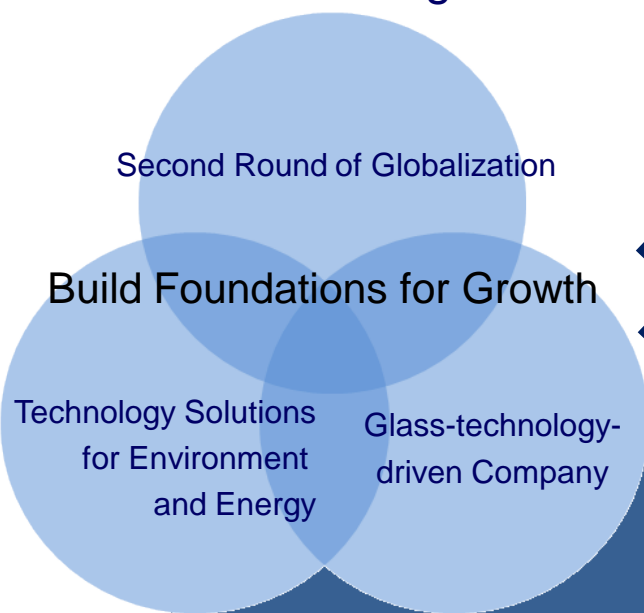 Second Round of Globalization
Build Foundations for Growth
Technology Solutions
for Environment
and Energy
Glass-technology-
driven Company